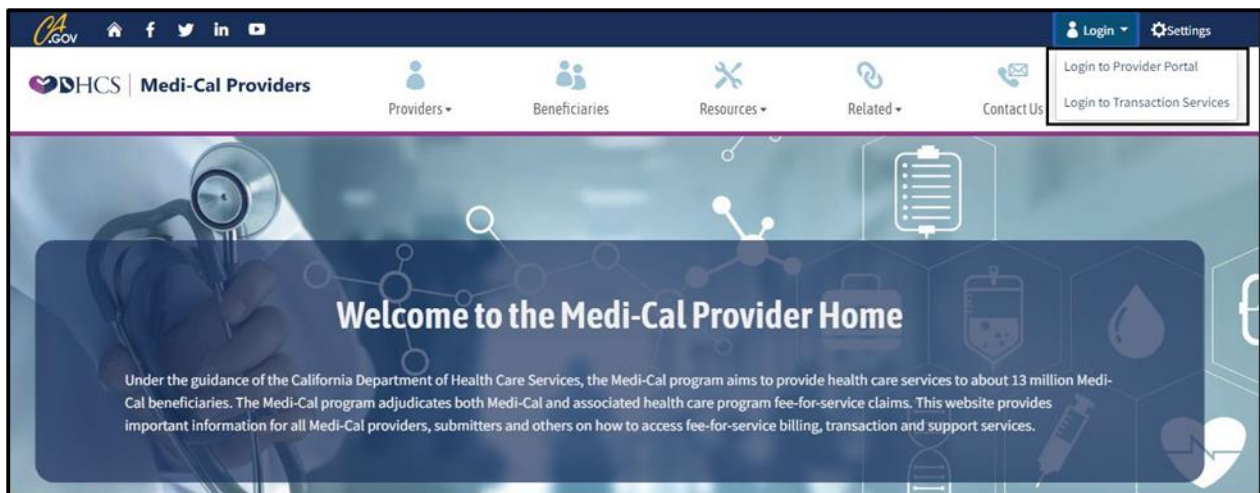 CA.GOV f in Login Settings
Login to Provider Portal
Login to Transaction Services
DHCS | Medi-Cal Providers
Providers Beneficiaries Resources Related Contact Us
Welcome to the Medi-Cal Provider Home
Under the guidance of the California Department of Health Care Services, the Medi-Cal program aims to provide health care services to about 13 million Medi-
Cal beneficiaries. The Medi-Cal program adjudicates both Medi-Cal and associated health care program fee-for-service claims. This website provides
important information for all Medi-Cal providers, submitters and others on how to access fee-for-service billing, transaction and support services.